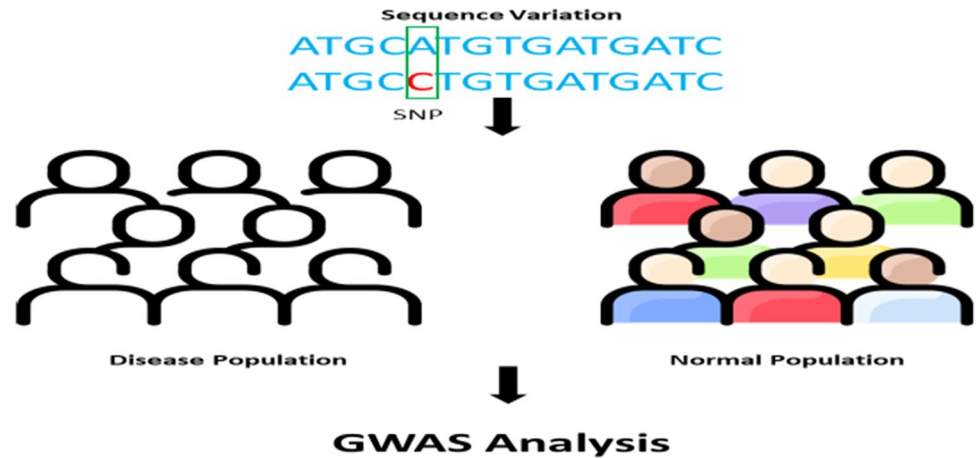 Sequence Variation
ATGCATGTGATGATC
ATGCCTGTGATGATC
SNP
Disease Population
Normal Population
GWAS Analysis